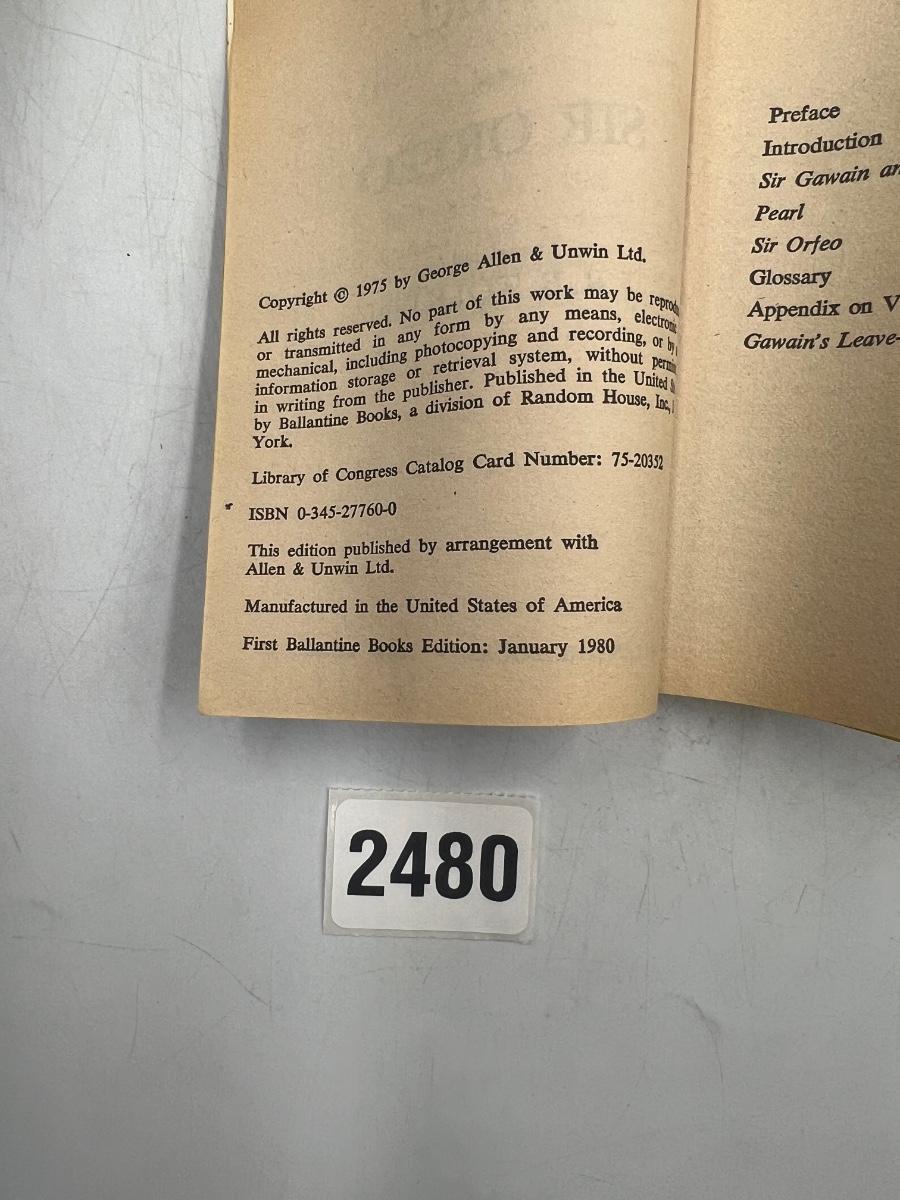 Copyright © 1975 by George Allen & Unwin Ltd.
All rights reserved. No part of this work may be
or transmitted in any form by any means,
mechanical, including photocopying and recording, or by
information storage or retrieval system, without
in writing from the publisher. Published in the United
by Ballantine Books, a division of Random House, Inc.,
York.
Library of Congress Catalog Card Number: 75-20352
ISBN 0-345-27760-0
This edition published by arrangement with
Allen & Unwin Ltd.
Manufactured in the United States of America
First Ballantine Books Edition: January 1980
Preface
Introduction
Sir Gawain
Pearl
Sir Orfeo
Glossary
Appendix on V
Gawain's Leave-
2480